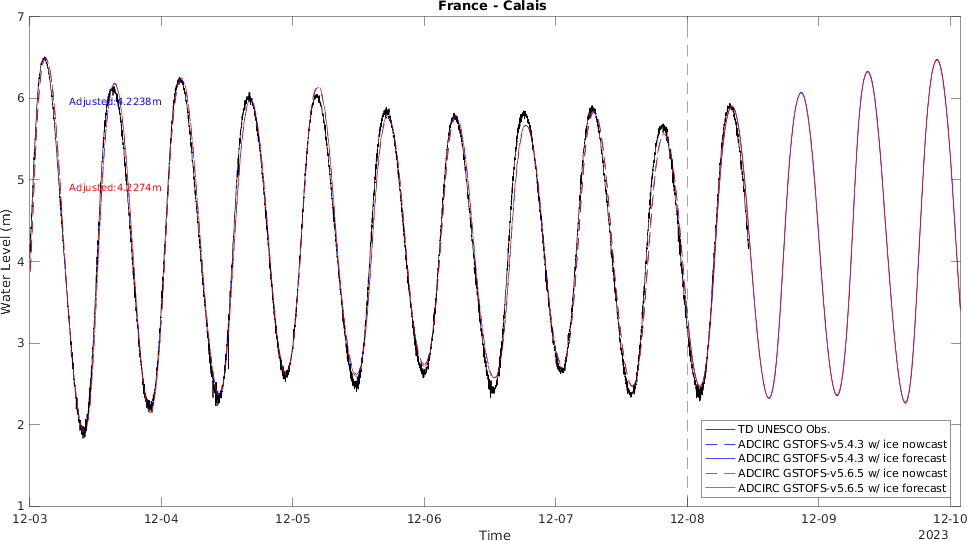 France - Calais
7
6
5
4
3
2
1
Water Level (m)
Adjusted:4.2238m
Adjusted:4.2274m
TD UNESCO Obs.
ADCIRC GSTOFS-v5.4.3 w/ ice nowcast
ADCIRC GSTOFS-v5.4.3 w/ ice forecast
ADCIRC GSTOFS-v5.6.5 w/ ice nowcast
ADCIRC GSTOFS-v5.6.5 w/ ice forecast
12-03 12-04 12-05 12-06 12-07 12-08 12-09 12-10
Time
2023